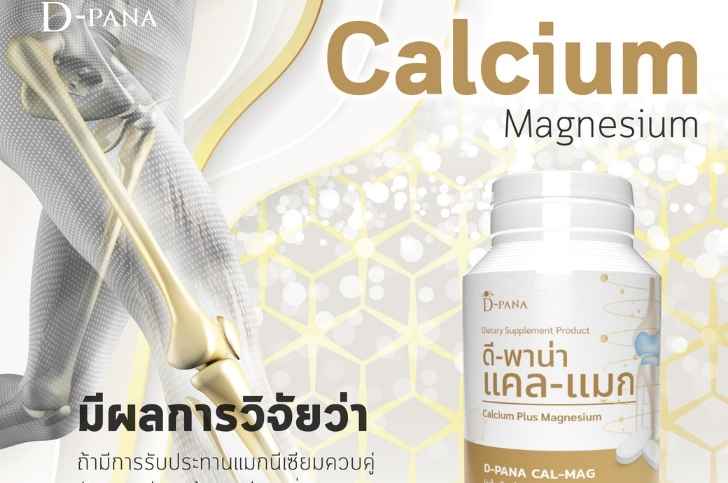 D-PANA
Calcium
Magnesium
D-PANA
Dietary Supplement Product
ดี-พาน่า
แคล-แมก
Calcium Plus Magnesium
D-PANA CAL-MAG
มีผลการวิจัยว่า
ถ้ามีการรับประทานแมกนีเซียมควบคู่